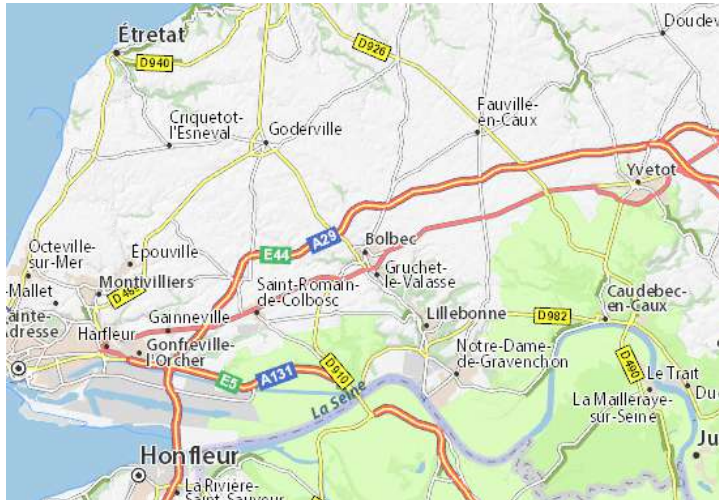 Étretat
D940
D926
Doudev
Criquetot-
l'Esneval
Goderville
Fauville-
en-Caux
Yvetot
Octeville-
sur-Mer
Épouville
E44
A29
Bolbec
Mallet
Montivilliers
Saint-Romain-
de-Colbosc
Gruchet-
le-Valasse
ainte-
Adresse
Gainneville
Lillebonne
D982
Caudebec-
en-Caux
Harfleur
Gonfreville-
l'Orcher
Notre-Dame-
de-Gravenchon
E5
A131
D910
D490
Le Trait
La Seine
La Mailleraye-
sur-Seine
Du
Honfleur
Ju
La Rivière-
Saint-Sauveur